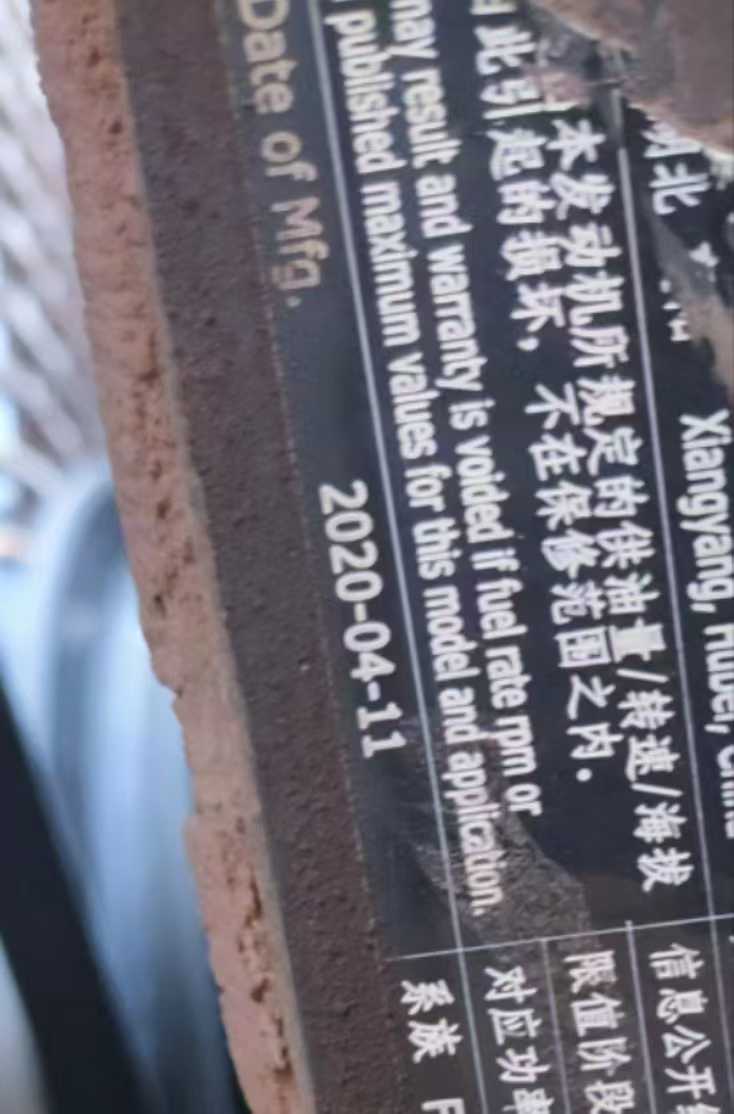 Xiangyang, Hubei, China
本发动机所规定的供油量/转速/海拔
此引起的损坏，不在保修范围之内。
may result and warranty is voided if fuel rate rpm or
published maximum values for this model and application.
Date of Mfg. 2020-04-11
信息公开
限值阶段
对应功率
系族 F